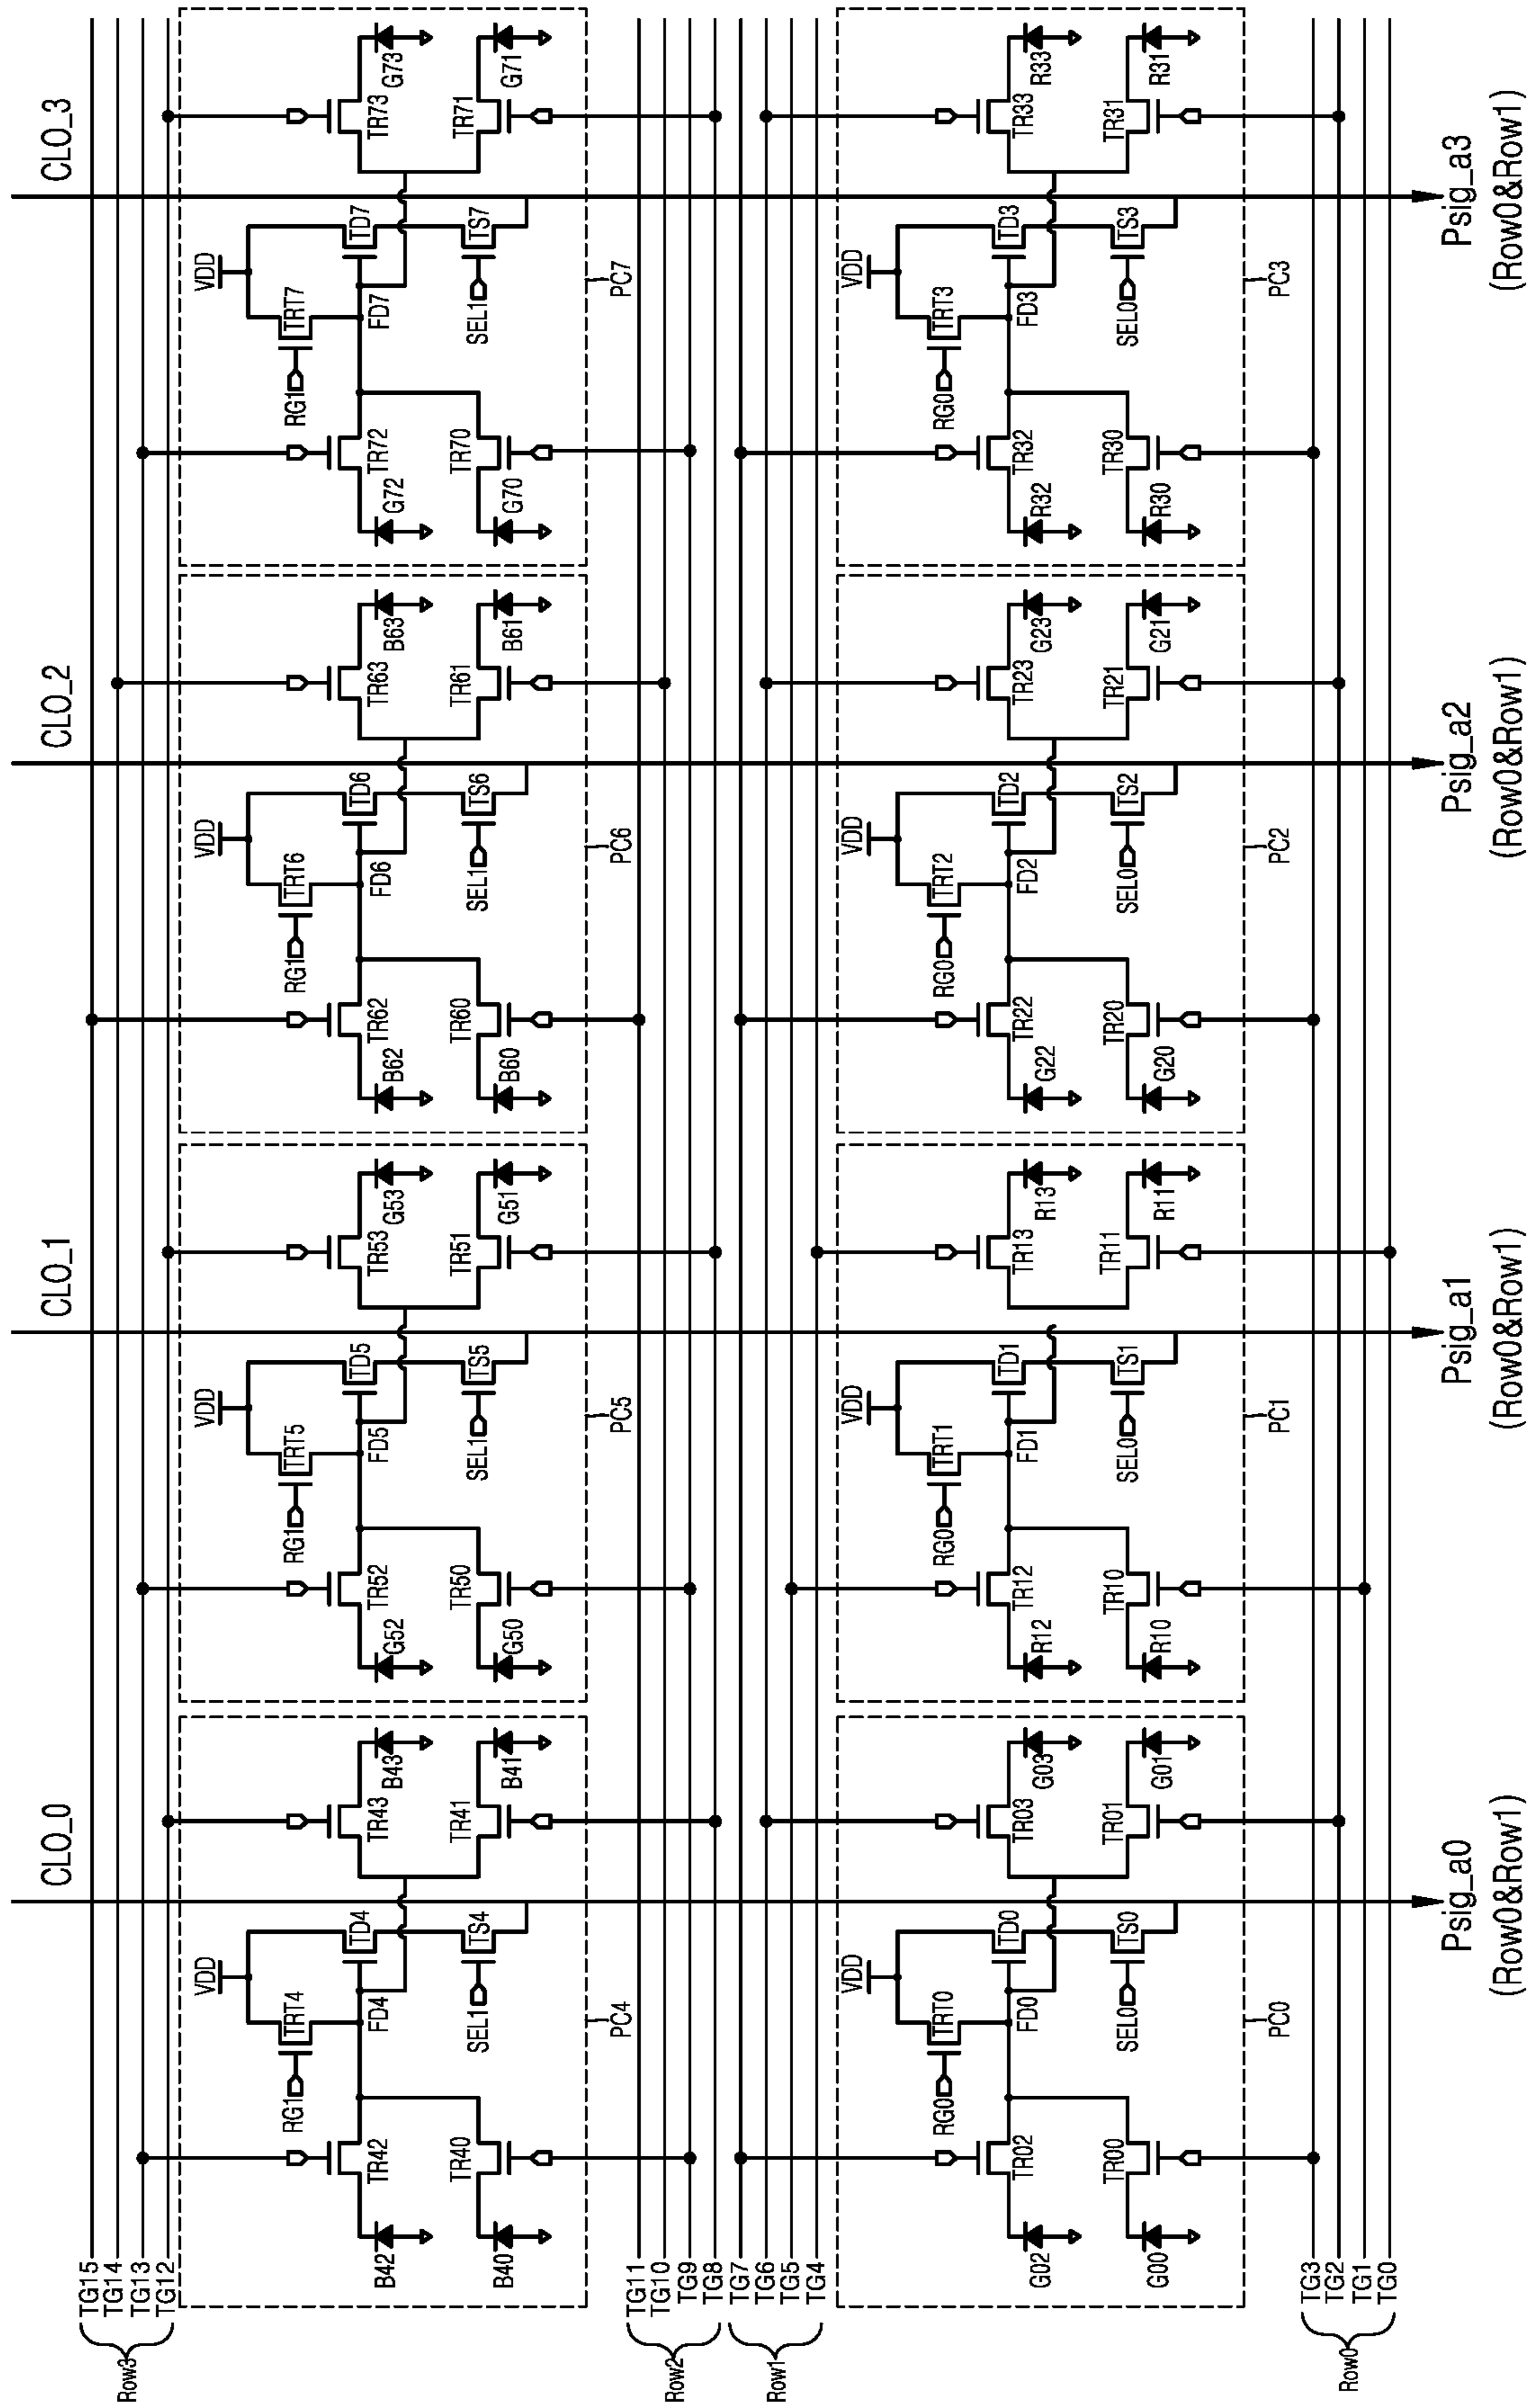 CLO_0
CLO_1
CLO_2
CLO_3
Row3
TG15
TG14
TG13
TG12
VDD
TRT4
RG1
TD4
FD4
TR42
TR43
B42
B43
TS4
SEL1
TR40
TR41
B40
B41
PC4
VDD
TRT5
RG1
TD5
FD5
TR52
TR53
G52
G53
TS5
SEL1
TR50
TR51
G50
G51
PC5
VDD
TRT6
RG1
TD6
FD6
TR62
TR63
B62
B63
TS6
SEL1
TR60
TR61
B60
B61
PC6
VDD
TRT7
RG1
TD7
FD7
TR72
TR73
G72
G73
TS7
SEL1
TR70
TR71
G70
G71
PC7
Row2
TG11
TG10
TG9
TG8
Row1
TG7
TG6
TG5
TG4
VDD
TRT0
RG0
TD0
FD0
TR02
TR03
G02
G03
TS0
SEL0
TR00
TR01
G00
G01
PC0
VDD
TRT1
RG0
TD1
FD1
TR12
TR13
R12
R13
TS1
SEL0
TR10
TR11
R10
R11
PC1
VDD
TRT2
RG0
TD2
FD2
TR22
TR23
G22
G23
TS2
SEL0
TR20
TR21
G20
G21
PC2
VDD
TRT3
RG0
TD3
FD3
TR32
TR33
R32
R33
TS3
SEL0
TR30
TR31
R30
R31
PC3
Row0
TG3
TG2
TG1
TG0
Psig_a0
(Row0&Row1)
Psig_a1
(Row0&Row1)
Psig_a2
(Row0&Row1)
Psig_a3
(Row0&Row1)